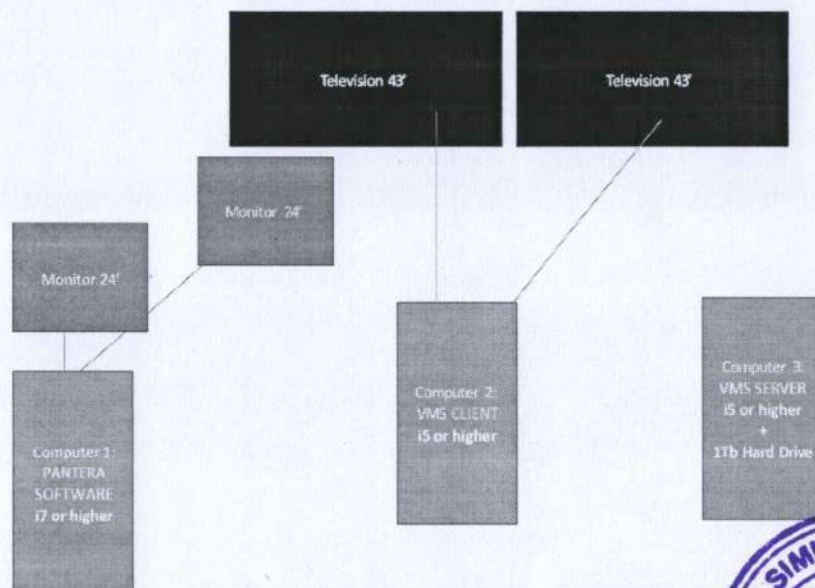 Television 43'
Television 43'
Monitor 24'
Monitor 24'
Computer 1:
PANTERA
SOFTWARE
i7 or higher
Computer 2:
VMS CLIENT
i5 or higher
Computer 3:
VMS SERVER
i5 or higher
+
1Tb Hard Drive